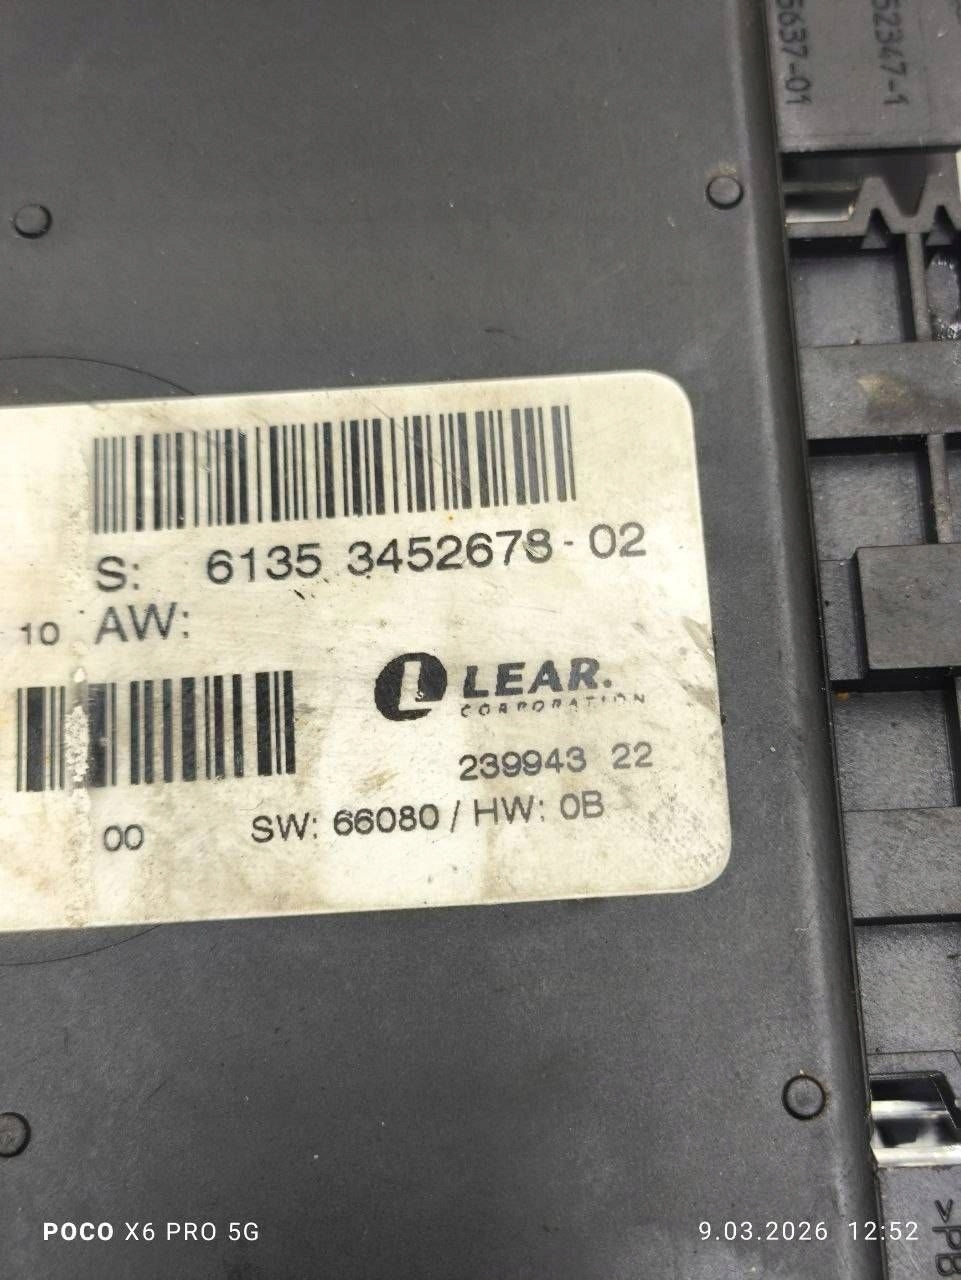 5637-01
52347-1
S: 6135 3452678-02
10 AW:
L LEAR.
CORPORATION
239943 22
00 SW: 66080 / HW: 0B
POCO X6 PRO 5G
9.03.2026 12:52